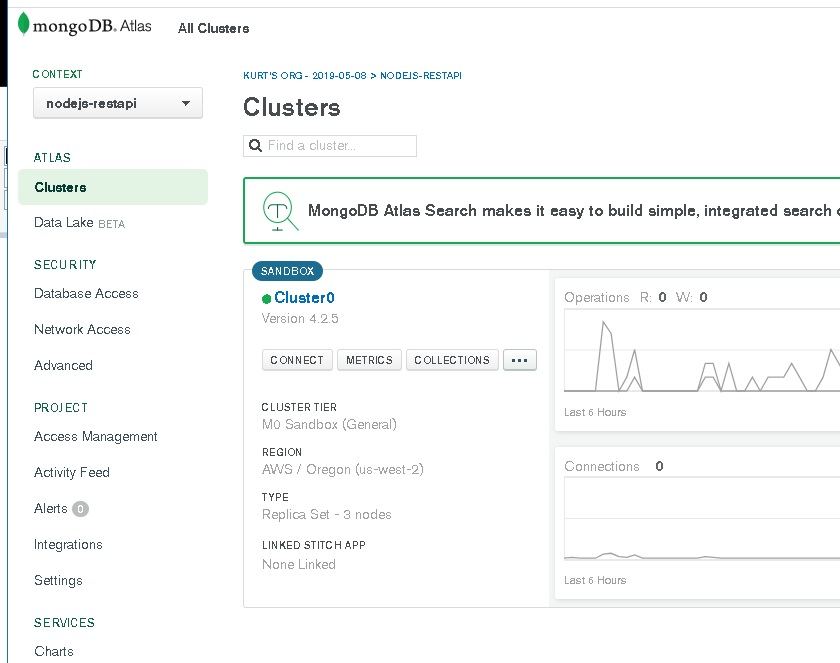 mongoDB. Atlas
All Clusters
CONTEXT
nodejs-restapi
ATLAS
Clusters
Data Lake BETA
SECURITY
Database Access
Network Access
Advanced
PROJECT
Access Management
Activity Feed
Alerts 0
Integrations
Settings
SERVICES
Charts
KURT'S ORG - 2019-05-08 > NODEJS-RESTAPI
Clusters
Find a cluster...
MongoDB Atlas Search makes it easy to build simple, integrated search
SANDBOX
Cluster0
Version 4.2.5
CONNECT METRICS COLLECTIONS ...
CLUSTER TIER
M0 Sandbox (General)
REGION
AWS / Oregon (us-west-2)
TYPE
Replica Set - 3 nodes
LINKED STITCH APP
None Linked
Operations R: 0 W: 0
Last 6 Hours
Connections 0
Last 6 Hours